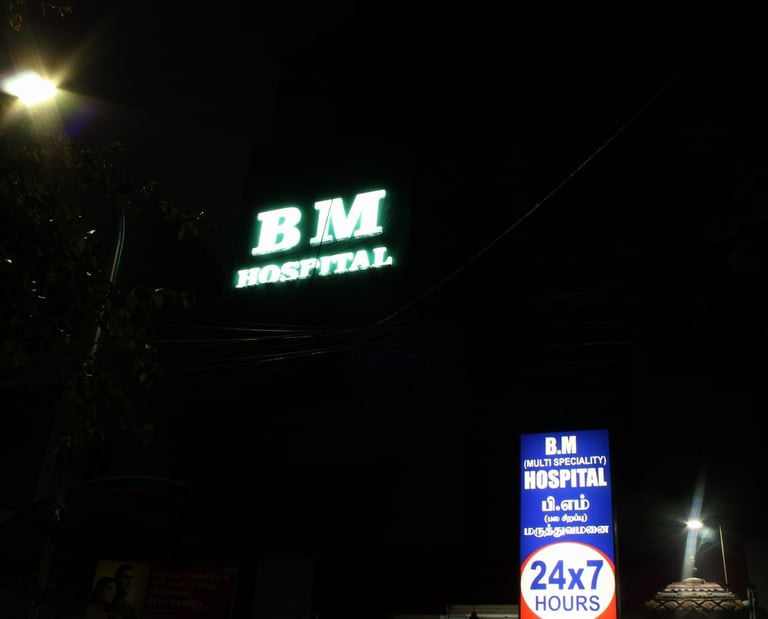 B M
HOSPITAL
B.M
(MULTI SPECIALITY)
HOSPITAL
பி.எம்
(பல சிறப்பு)
மருத்துவமனை
24x7
HOURS